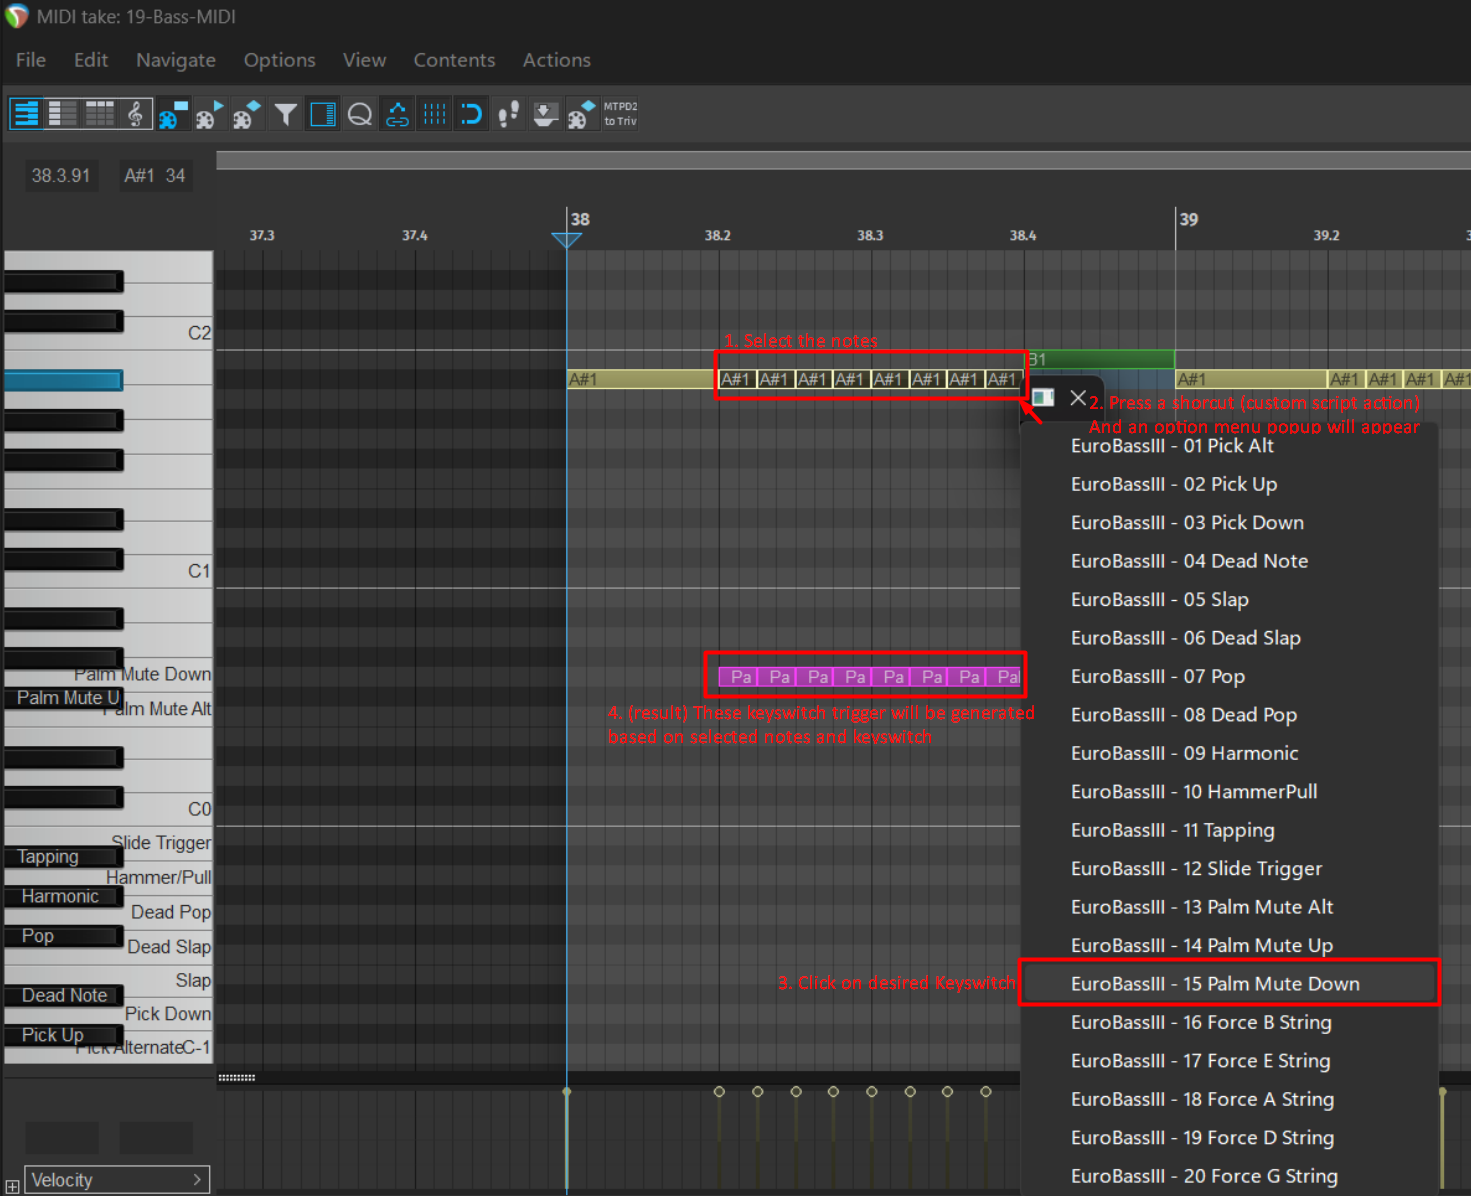 MIDI take: 19-Bass-MIDI
File Edit Navigate Options View Contents Actions
MTPD2
to Triv
38.3.91 A#1 34
38 39
37.3 37.4 38.2 38.3 38.4 39.2
C2
1. Select the notes
B1
A#1 A#1 A#1 A#1 A#1 A#1 A#1 A#1 A#1 A#1 A#1 A#1 A#1 A#1
2. Press a shorcut (custom script action)
And an option menu popup will appear
EuroBassIII - 01 Pick Alt
EuroBassIII - 02 Pick Up
EuroBassIII - 03 Pick Down
EuroBassIII - 04 Dead Note
EuroBassIII - 05 Slap
EuroBassIII - 06 Dead Slap
EuroBassIII - 07 Pop
EuroBassIII - 08 Dead Pop
EuroBassIII - 09 Harmonic
EuroBassIII - 10 HammerPull
EuroBassIII - 11 Tapping
EuroBassIII - 12 Slide Trigger
EuroBassIII - 13 Palm Mute Alt
EuroBassIII - 14 Palm Mute Up
EuroBassIII - 15 Palm Mute Down
EuroBassIII - 16 Force B String
EuroBassIII - 17 Force E String
EuroBassIII - 18 Force A String
EuroBassIII - 19 Force D String
EuroBassIII - 20 Force G String
C1
Palm Mute Down
Palm Mute U
Palm Mute Alt
Pa Pa Pa Pa Pa Pa Pa Pal
4. (result) These keyswitch trigger will be generated
based on selected notes and keyswitch
C0
Slide Trigger
Tapping
Hammer/Pull
Harmonic
Dead Pop
Pop
Dead Slap
Slap
3. Click on desired Keyswitch
Dead Note
Pick Down
Pick Up
Pick AlternateC-1
Velocity